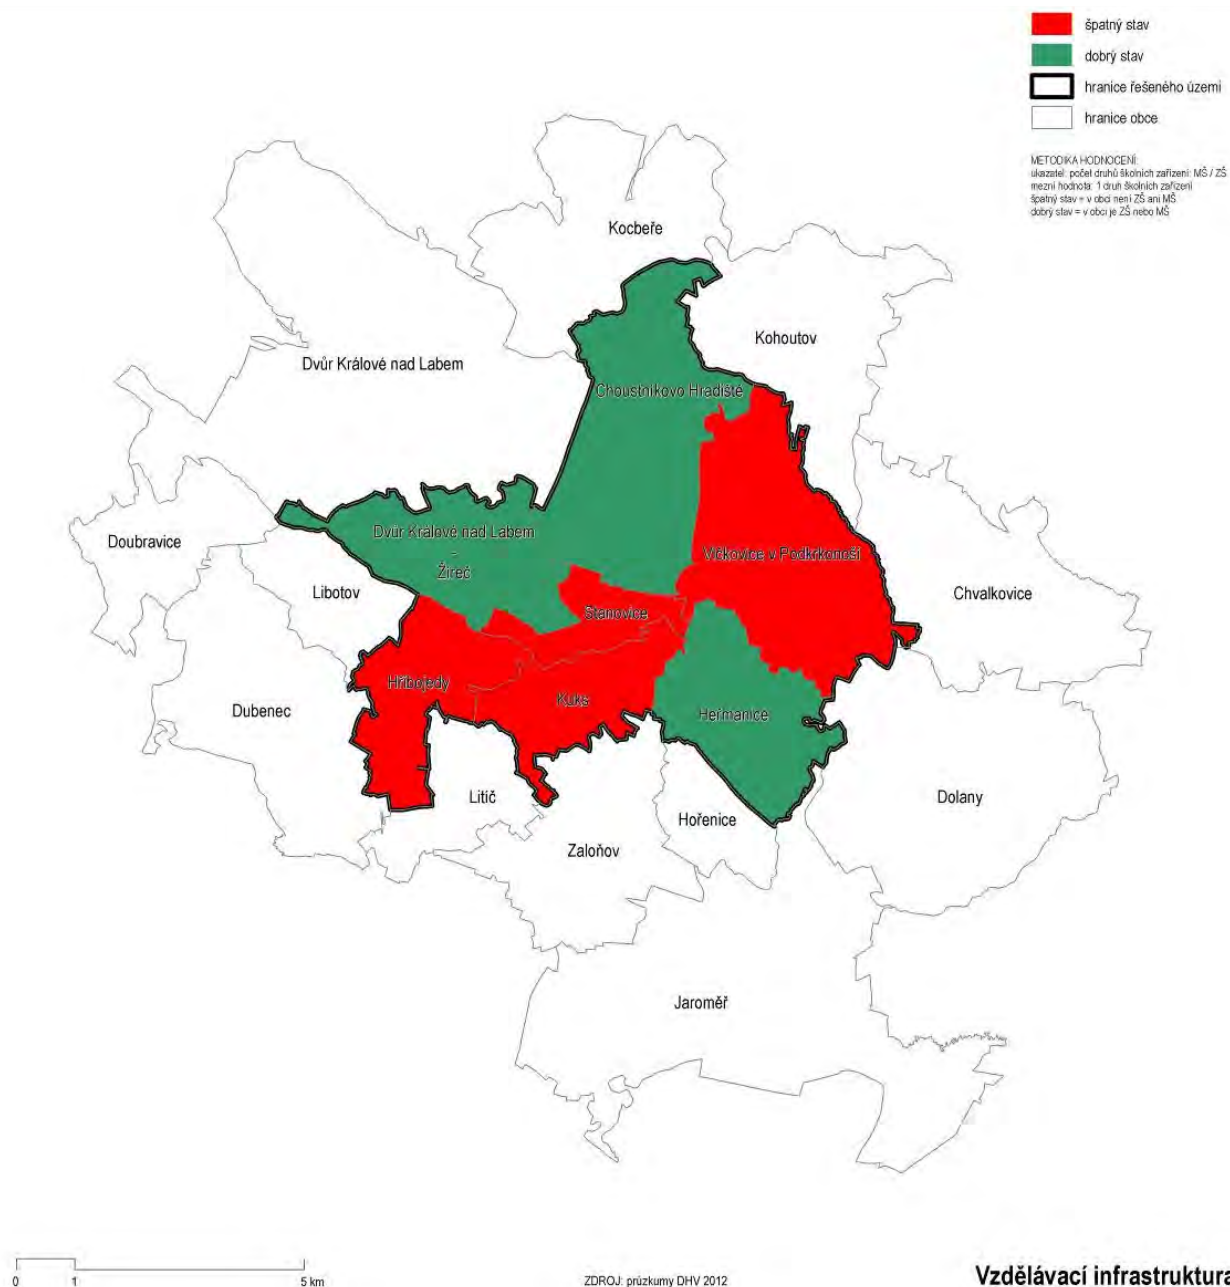 špatný stav
dobrý stav
hranice řešeného území
hranice obce
METODIKA HODNOCENÍ:
ukazatel: počet druhů školních zařízení: MŠ / ZŠ
mezní hodnota: 1 druh školních zařízení
špatný stav = v obci není ZŠ ani MŠ
dobrý stav = v obci je ZŠ nebo MŠ
Kocbeře
Kohoutov
Dvůr Králové nad Labem
Choustníkovo Hradiště
Dvůr Králové nad Labem
-
Žireč
Doubravice
Vlčkovice v Podkrkonoší
Libotov
Chvalkovice
Stanovice
Hřibojedy
Kuks
Dubenec
Heřmanice
Litíč
Dolany
Hořenice
Zaloňov
Jaroměř
0 1 5 km
ZDROJ: průzkumy DHV 2012
Vzdělávací infrastruktura